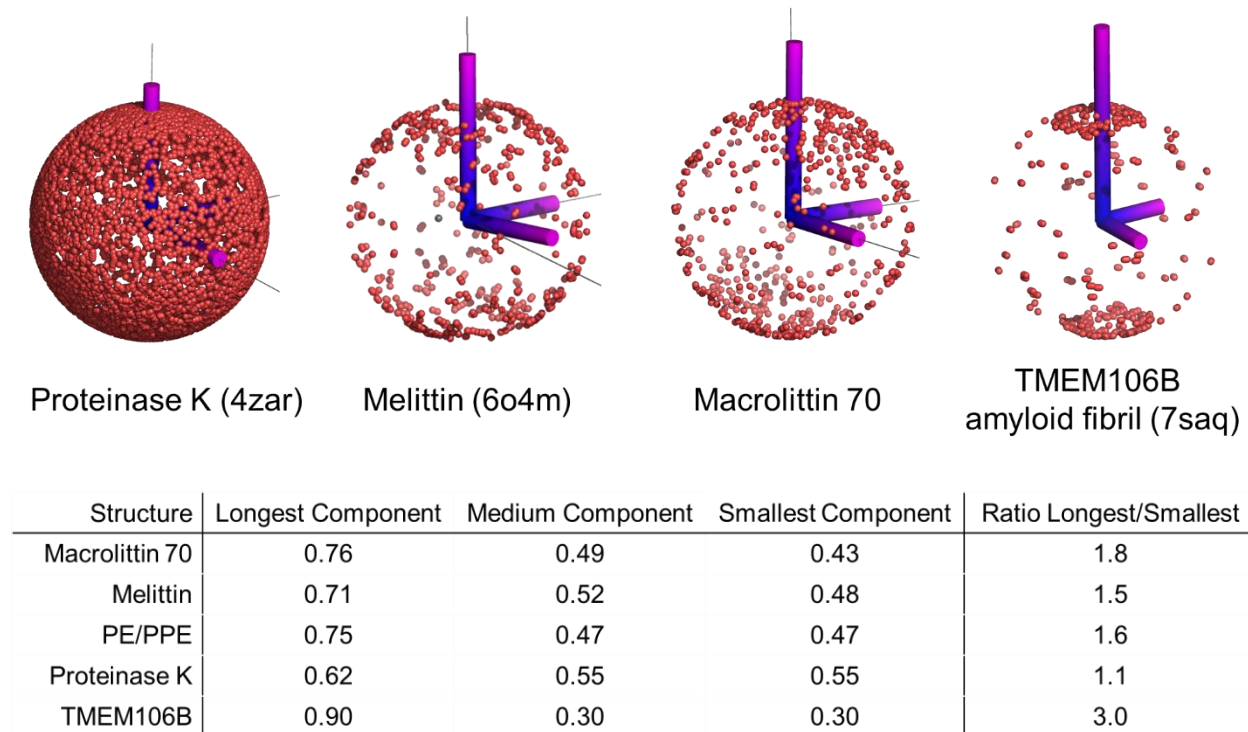 Proteinase K (4zar)
Melittin (6o4m)
Macrolittin 70
TMEM106B
amyloid fibril (7saq)
Structure Longest Component Medium Component Smallest Component Ratio Longest/Smallest
Macrolittin 70 0.76 0.49 0.43 1.8
Melittin 0.71 0.52 0.48 1.5
PE/PPE 0.75 0.47 0.47 1.6
Proteinase K 0.62 0.55 0.55 1.1
TMEM106B 0.90 0.30 0.30 3.0